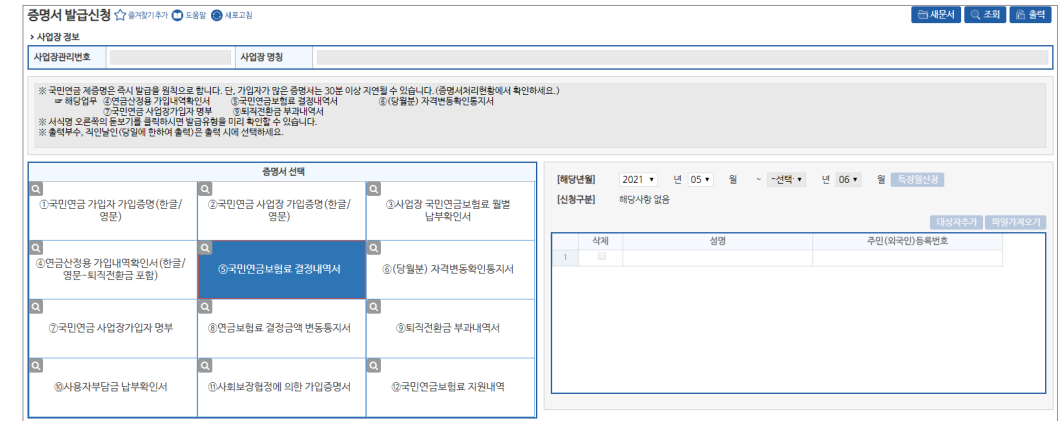 증명서 발급신청 즐겨찾기추가 도움말 새로고침 새문서 조회 출력
› 사업장 정보
사업장관리번호 사업장 명칭
※ 국민연금 제증명은 즉시 발급을 원칙으로 합니다. 단, 가입자가 많은 증명서는 30분 이상 지연될 수 있습니다. (증명서처리현황에서 확인하세요.)
☞ 해당업무 ④연금산정용 가입내역확인서 ⑤국민연금보험료 결정내역서 ⑥(당월분) 자격변동확인통지서
⑦국민연금 사업장가입자 명부 ⑨퇴직전환금 부과내역서
※ 서식명 오른쪽의 돋보기를 클릭하시면 발급유형을 미리 확인할 수 있습니다.
※ 출력부수, 직인날인(당일에 한하여 출력)은 출력 시에 선택하세요.
증명서 선택
①국민연금 가입자 가입증명(한글/
영문)
②국민연금 사업장 가입증명(한글/
영문)
③사업장 국민연금보험료 월별
납부확인서
④연금산정용 가입내역확인서(한글/
영문-퇴직전환금 포함)
⑤국민연금보험료 결정내역서
⑥(당월분) 자격변동확인통지서
⑦국민연금 사업장가입자 명부
⑧연금보험료 결정금액 변동통지서
⑨퇴직전환금 부과내역서
⑩사용자부담금 납부확인서
⑪사회보장협정에 의한 가입증명서
⑫국민연금보험료 지원내역
[해당년월] 2021 년 05 월 ~ -선택- 년 06 월 특정월신청
[신청구분] 해당사항 없음
대상자추가 파일가져오기
삭제 성명 주민(외국인)등록번호
1